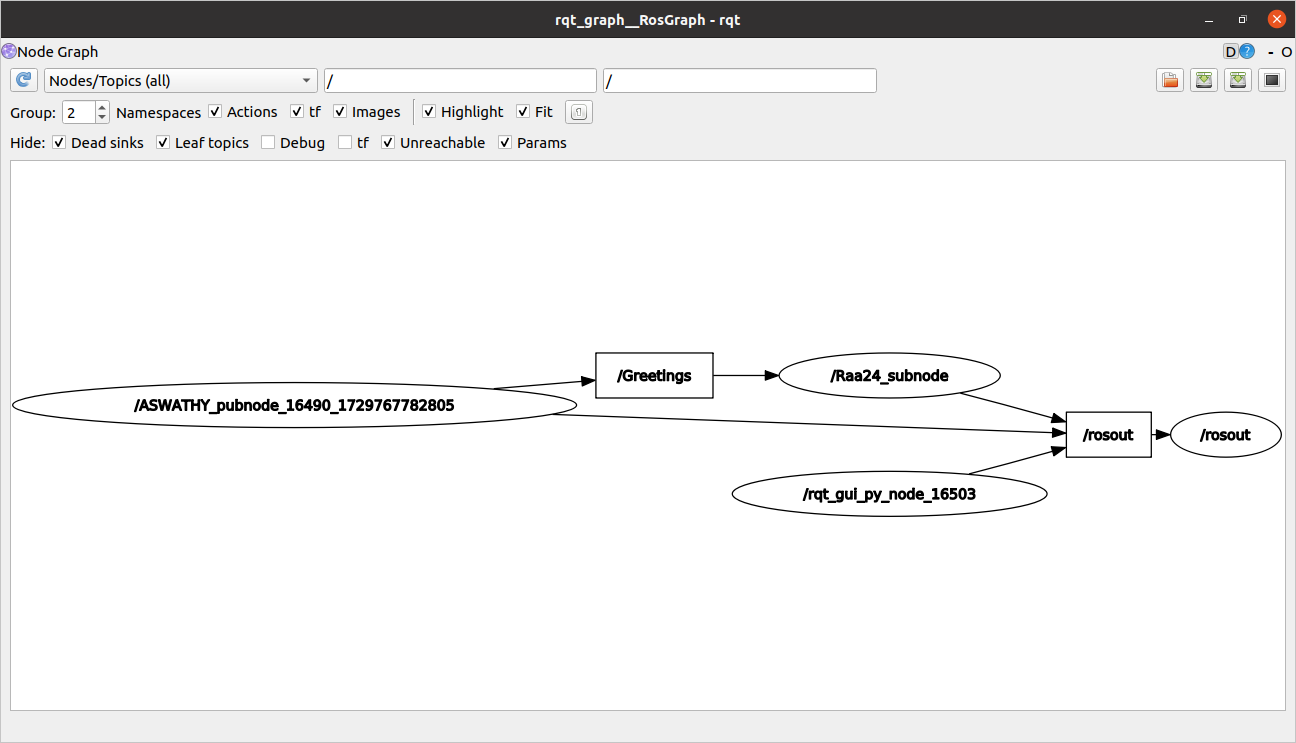 rqt_graph__RosGraph - rqt
Node Graph D ? - O
Nodes/Topics (all) / /
Group: 2 Namespaces Actions tf Images Highlight Fit
Hide: Dead sinks Leaf topics Debug tf Unreachable Params
/Greetings /Raa24_subnode
/ASWATHY_pubnode_16490_1729767782805
/rosout /rosout
/rqt_gui_py_node_16503